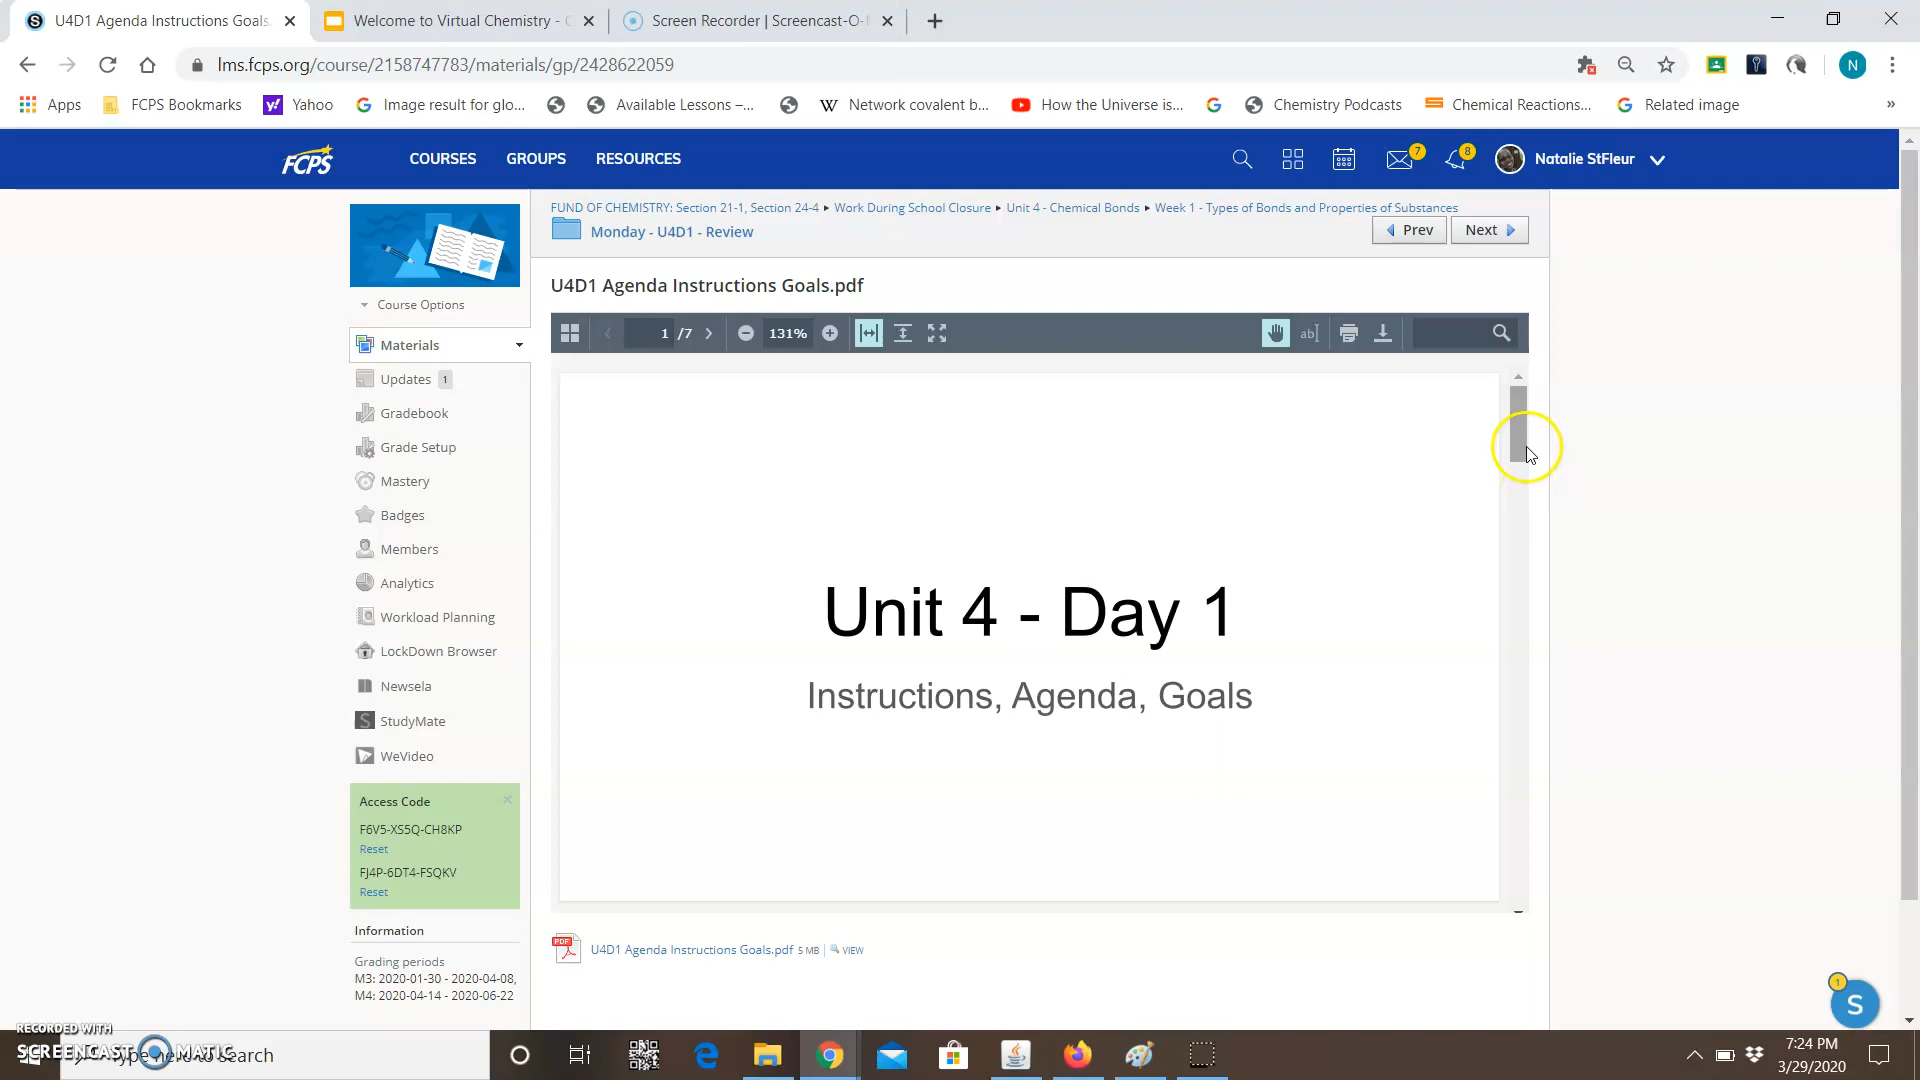 U4D1 Agenda Instructions Goals.
Welcome to Virtual Chemistry -
Screen Recorder | Screencast-O-
lms.fcps.org/course/2158747783/materials/gp/2428622059
N
Apps
FCPS Bookmarks
Yahoo
Image result for glo...
Available Lessons –...
Network covalent b...
How the Universe is...
Chemistry Podcasts
Chemical Reactions...
Related image
»
FCPS
COURSES
GROUPS
RESOURCES
7
8
Natalie StFleur
FUND OF CHEMISTRY: Section 21-1, Section 24-4 ▸ Work During School Closure ▸ Unit 4 - Chemical Bonds ▸ Week 1 - Types of Bonds and Properties of Substances
Monday - U4D1 - Review
Prev
Next
Course Options
U4D1 Agenda Instructions Goals.pdf
1 /7
131%
ab
Materials
Updates 1
Gradebook
Grade Setup
Mastery
Badges
Members
Analytics
Workload Planning
LockDown Browser
Newsela
StudyMate
WeVideo
Unit 4 - Day 1
Instructions, Agenda, Goals
Access Code
F6V5-XS5Q-CH8KP
Reset
FJ4P-6DT4-FSQKV
Reset
Information
Grading periods
M3: 2020-01-30 - 2020-04-08,
M4: 2020-04-14 - 2020-06-22
PDF
U4D1 Agenda Instructions Goals.pdf 5 MB VIEW
1
S
RECORDED WITH
SCREENCAST MATIC
Type here to search
7:24 PM
3/29/2020